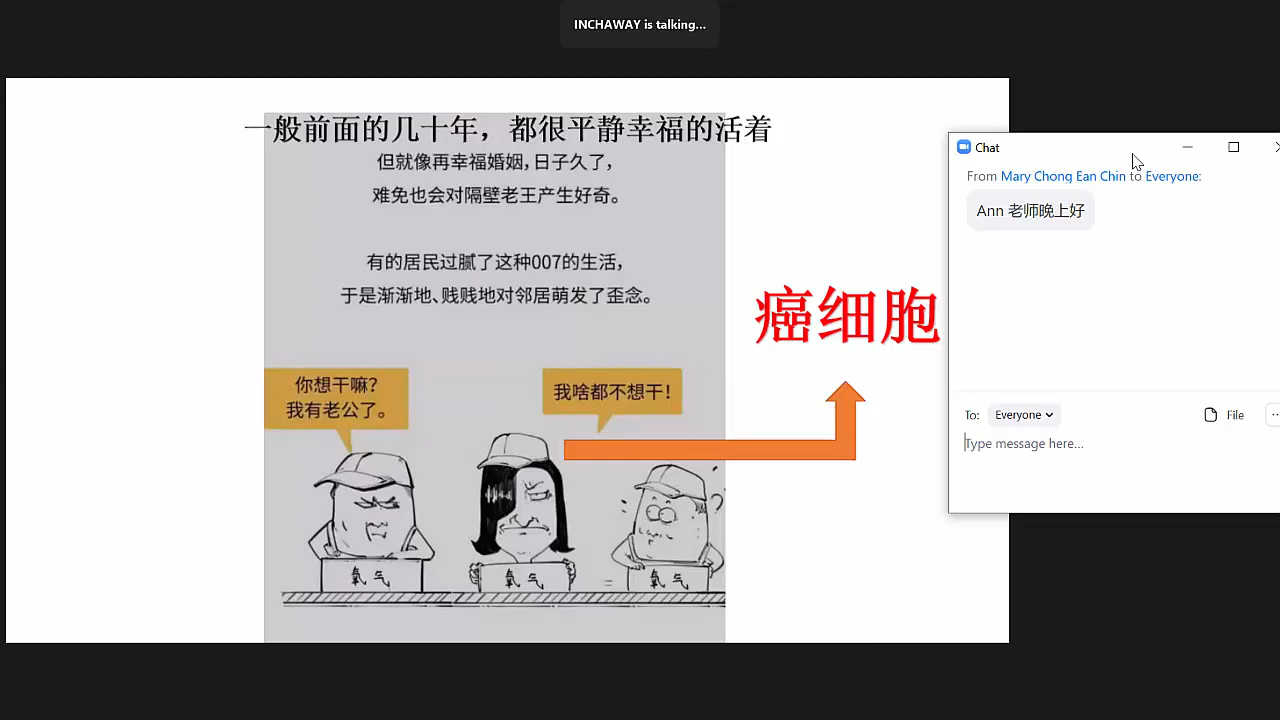 INCHAWAY is talking...
一般前面的几十年，都很平静幸福的活着
但就像再幸福婚姻，日子久了，
难免也会对隔壁老王产生好奇。
有的居民过腻了这种007的生活，
于是渐渐地、贱贱地对邻居萌发了歪念。
癌细胞
你想干嘛？
我有老公了。
我啥都不想干！
氧气
氧气
氧气
Chat
From Mary Chong Ean Chin to Everyone:
Ann 老师晚上好
To: Everyone
File
Type message here...